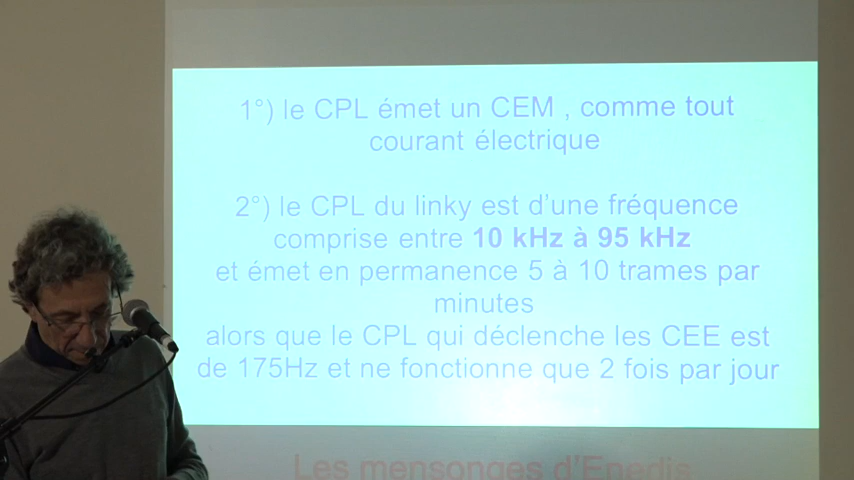 1°) le CPL émet un CEM , comme tout
courant électrique
2°) le CPL du linky est d'une fréquence
comprise entre 10 kHz à 95 kHz
et émet en permanence 5 à 10 trames par
minutes
alors que le CPL qui déclenche les CEE est
de 175Hz et ne fonctionne que 2 fois par jour
Les mensonges d'Enedis